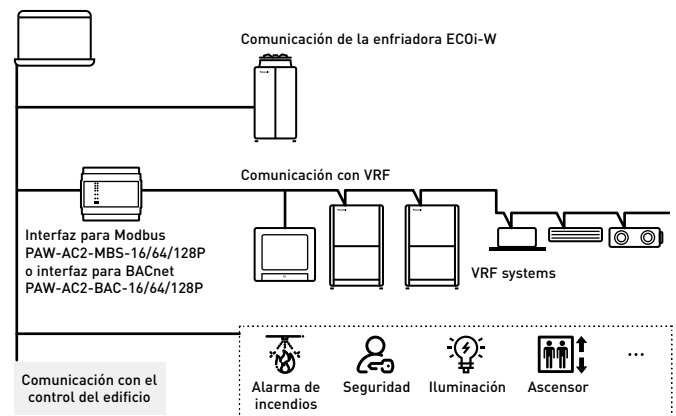 Comunicación de la enfriadora ECOi-W
Comunicación con VRF
Interfaz para Modbus
PAW-AC2-MBS-16/64/128P
o interfaz para BACnet
PAW-AC2-BAC-16/64/128P
VRF systems
Comunicación con el
control del edificio
Alarma de
incendios
Seguridad
Iluminación
Ascensor
...